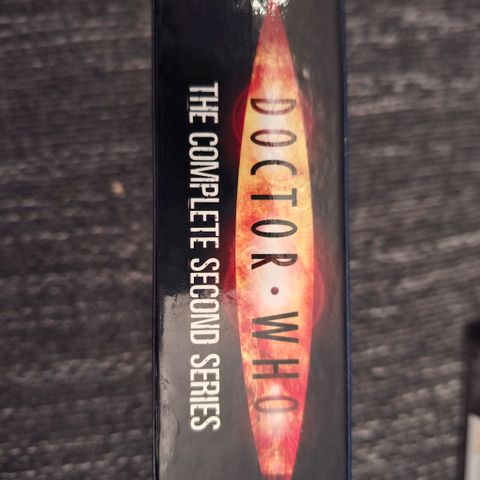 DOCTOR · WHO
THE COMPLETE SECOND SERIES